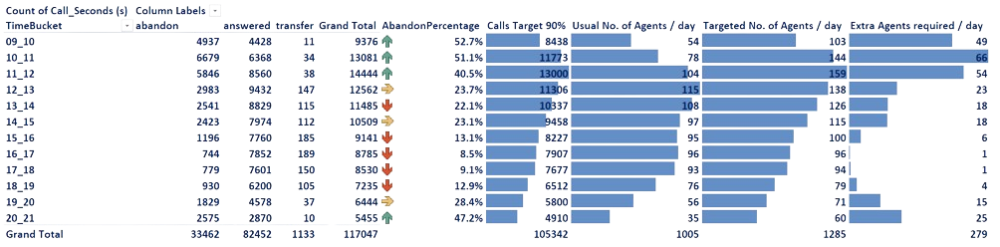 Count of Call_Seconds (s) Column Labels
TimeBucket abandon answered transfer Grand Total AbandonPercentage Calls Target 90% Usual No. of Agents / day Targeted No. of Agents / day Extra Agents required / day
09_10 4937 4428 11 9376 52.7% 8438 54 103 49
10_11 6679 6368 34 13081 51.1% 11773 78 144 66
11_12 5846 8560 38 14444 40.5% 13000 104 159 54
12_13 2983 9432 147 12562 23.7% 11306 115 138 23
13_14 2541 8829 115 11485 22.1% 10337 108 126 18
14_15 2423 7974 112 10509 23.1% 9458 97 115 18
15_16 1196 7760 185 9141 13.1% 8227 95 100 6
16_17 744 7852 189 8785 8.5% 7907 96 96 1
17_18 779 7601 150 8530 9.1% 7677 93 94 1
18_19 930 6200 105 7235 12.9% 6512 76 79 4
19_20 1829 4578 37 6444 28.4% 5800 56 71 15
20_21 2575 2870 10 5455 47.2% 4910 35 60 25
Grand Total 33462 82452 1133 117047 105342 1005 1285 279